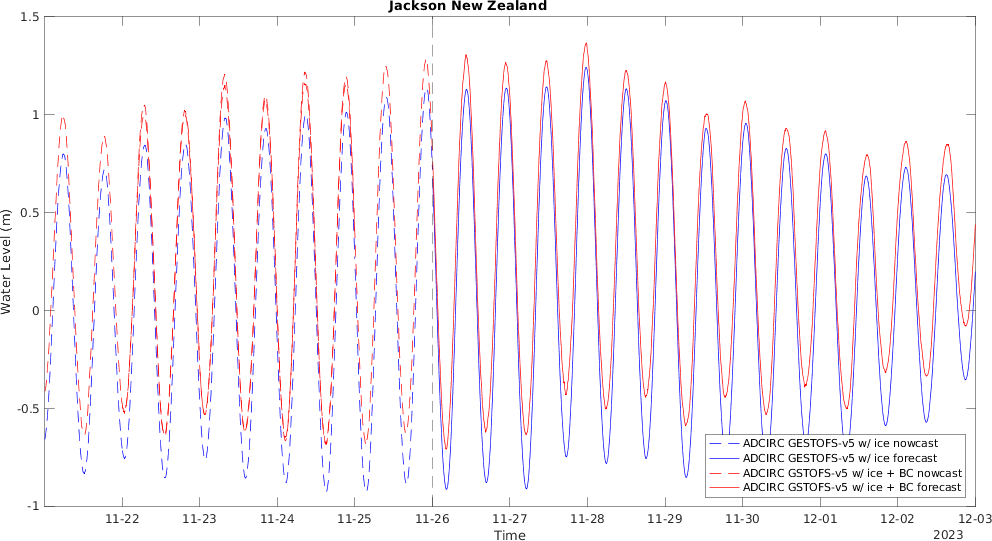 Jackson New Zealand
1.5
1
0.5
0
-0.5
-1
Water Level (m)
11-22 11-23 11-24 11-25 11-26 11-27 11-28 11-29 11-30 12-01 12-02 12-03
Time
2023
ADCIRC GESTOFS-v5 w/ ice nowcast
ADCIRC GESTOFS-v5 w/ ice forecast
ADCIRC GSTOFS-v5 w/ ice + BC nowcast
ADCIRC GSTOFS-v5 w/ ice + BC forecast